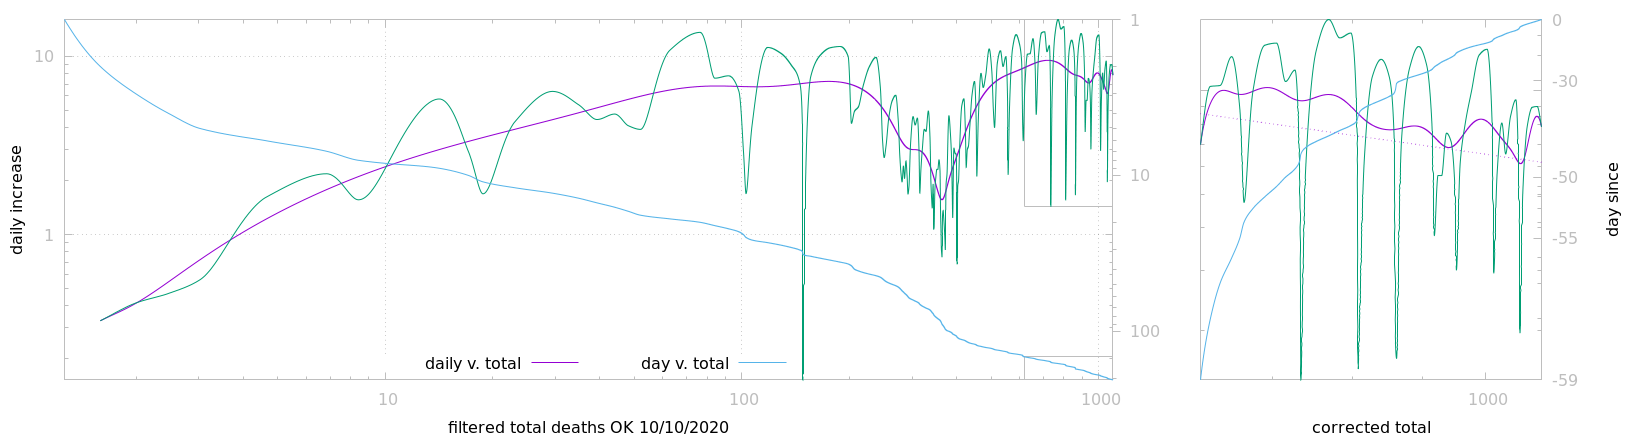 10
1
daily increase
daily v. total
day v. total
10
100
1000
filtered total deaths OK 10/10/2020
1
10
100
0
-30
-50
-55
-59
day since
1000
corrected total